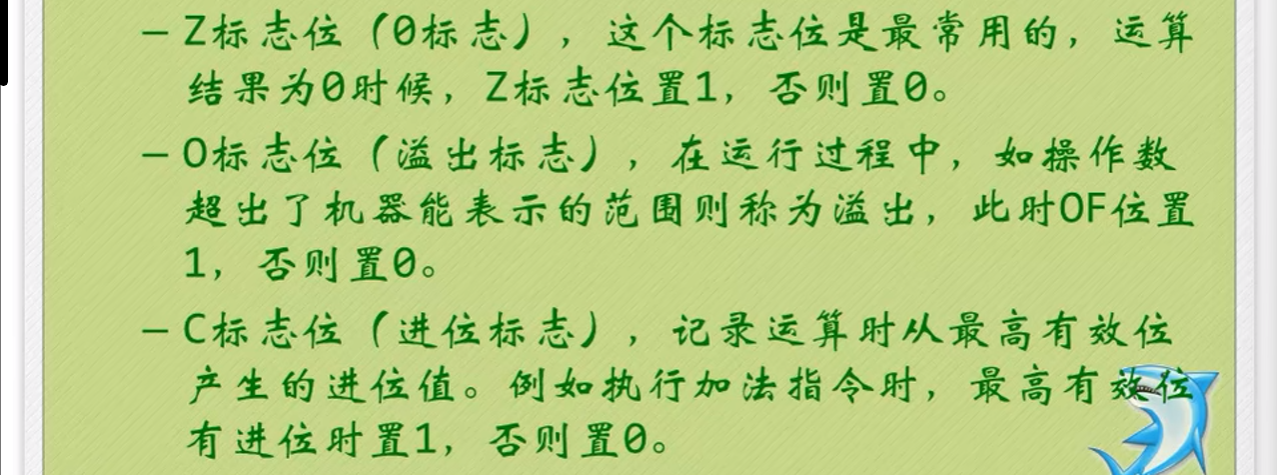 – Z标志位（0标志），这个标志位是最常用的，运算
结果为0时候，Z标志位置1，否则置0。
– O标志位（溢出标志），在运行过程中，如操作数
超出了机器能表示的范围则称为溢出，此时OF位置
1，否则置0。
– C标志位（进位标志），记录运算时从最高有效位
产生的进位值。例如执行加法指令时，最高有效位
有进位时置1，否则置0。